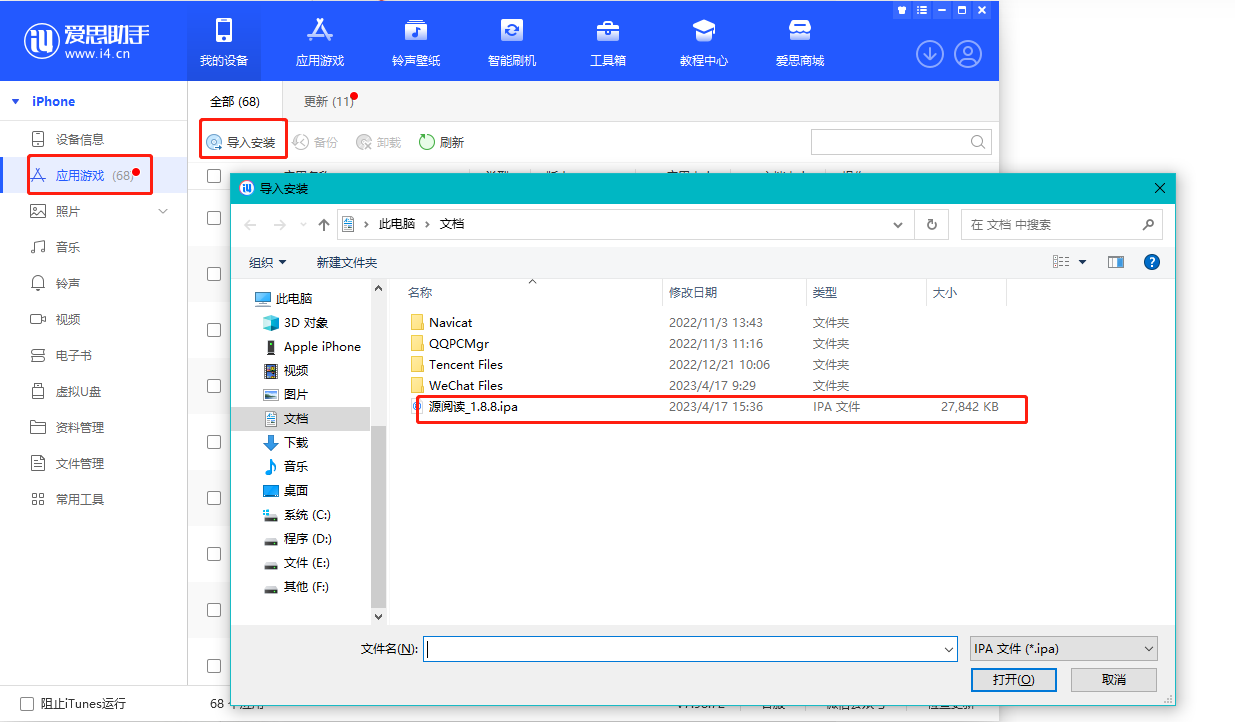 爱思助手
www.i4.cn
我的设备
应用游戏
铃声壁纸
智能刷机
工具箱
教程中心
爱思商城
iPhone
设备信息
应用游戏 (68)
照片
音乐
铃声
视频
电子书
虚拟U盘
资料管理
文件管理
常用工具
阻止iTunes运行
全部 (68) 更新 (11)
导入安装 备份 卸载 刷新
导入安装
此电脑 › 文档
在 文档 中搜索
组织 新建文件夹
此电脑
3D 对象
Apple iPhone
视频
图片
文档
下载
音乐
桌面
系统 (C:)
程序 (D:)
文件 (E:)
其他 (F:)
名称 修改日期 类型 大小
Navicat 2022/11/3 13:43 文件夹
QQPCMgr 2022/11/3 11:16 文件夹
Tencent Files 2022/12/21 10:06 文件夹
WeChat Files 2023/4/17 9:29 文件夹
源阅读_1.8.8.ipa 2023/4/17 15:36 IPA 文件 27,842 KB
文件名(N): IPA 文件 (*.ipa)
打开(O) 取消
68